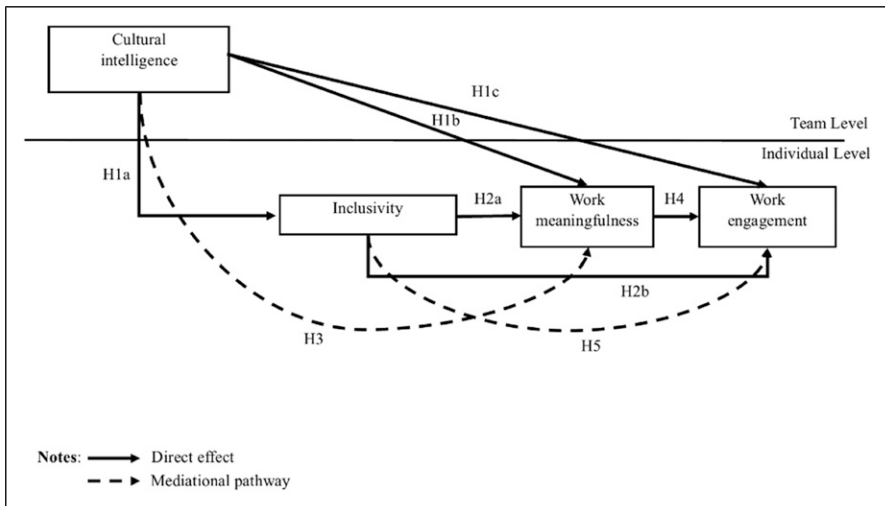 Cultural
intelligence
H1c
H1b
Team Level
Individual Level
H1a
Inclusivity
H2a
Work
meaningfulness
H4
Work
engagement
H2b
H3
H5
Notes: Direct effect
Mediational pathway